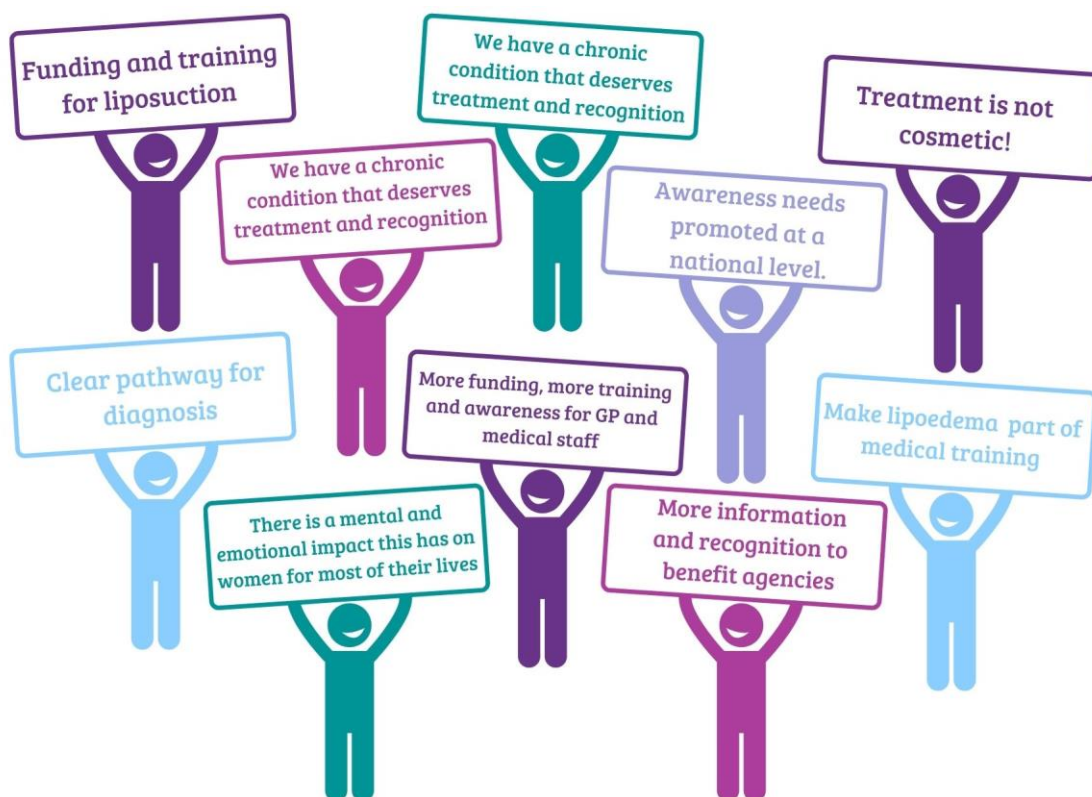 Funding and training
for liposuction
We have a chronic
condition that deserves
treatment and recognition
Treatment is not
cosmetic!
We have a chronic
condition that deserves
treatment and recognition
Awareness needs
promoted at a
national level.
Clear pathway for
diagnosis
More funding, more training
and awareness for GP and
medical staff
Make lipoedema part of
medical training
There is a mental and
emotional impact this has on
women for most of their lives
More information
and recognition to
benefit agencies